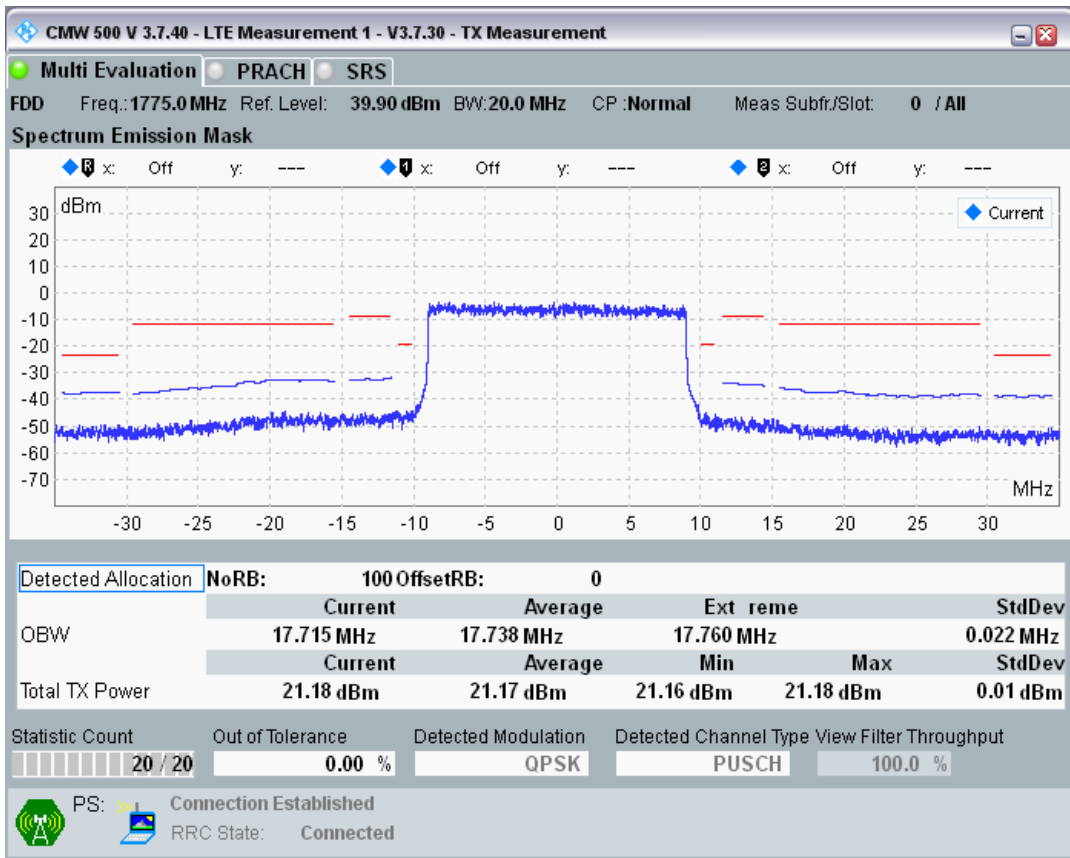 CMW 500 V 3.7.40 - LTE Measurement 1 - V3.7.30 - TX Measurement
Multi Evaluation PRACH SRS
FDD Freq.:1775.0 MHz Ref. Level: 39.90 dBm BW:20.0 MHz CP :Normal Meas Subfr./Slot: 0 / All
Spectrum Emission Mask
R x: Off y: --- 1 x: Off y: --- 2 x: Off y: ---
dBm
Current
30
20
10
0
-10
-20
-30
-40
-50
-60
-70
MHz
-30 -25 -20 -15 -10 -5 0 5 10 15 20 25 30
Detected Allocation NoRB: 100 OffsetRB: 0
Current Average Ext reme StdDev
OBW 17.715 MHz 17.738 MHz 17.760 MHz 0.022 MHz
Current Average Min Max StdDev
Total TX Power 21.18 dBm 21.17 dBm 21.16 dBm 21.18 dBm 0.01 dBm
Statistic Count Out of Tolerance Detected Modulation Detected Channel Type View Filter Throughput
20 / 20 0.00 % QPSK PUSCH 100.0 %
PS: Connection Established
RRC State: Connected